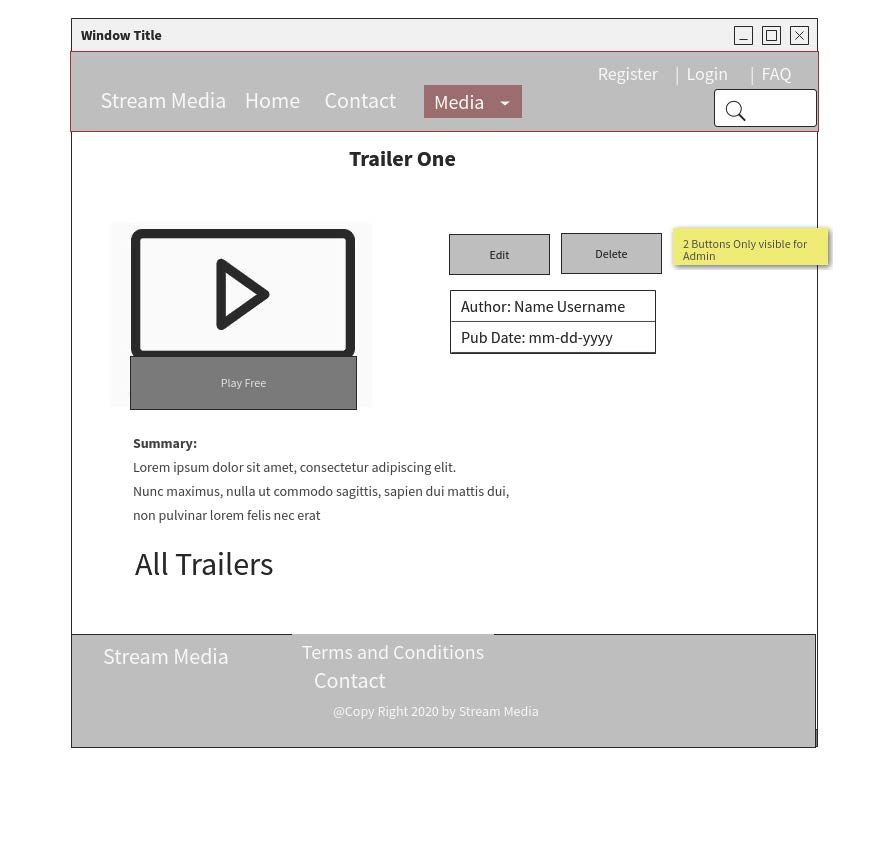 Window Title
Register | Login | FAQ
Stream Media Home Contact Media
Trailer One
Edit
Delete
2 Buttons Only visible for
Admin
Author: Name Username
Pub Date: mm-dd-yyyy
Play Free
Summary:
Lorem ipsum dolor sit amet, consectetur adipiscing elit.
Nunc maximus, nulla ut commodo sagittis, sapien dui mattis dui,
non pulvinar lorem felis nec erat
All Trailers
Stream Media
Terms and Conditions
Contact
@Copy Right 2020 by Stream Media